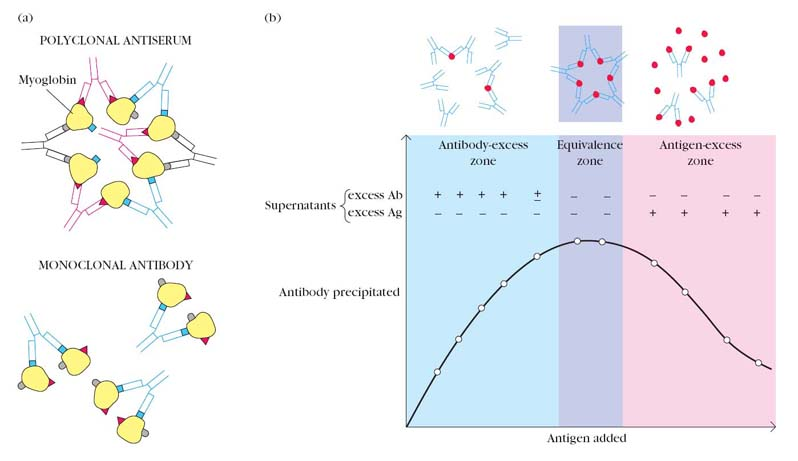 (a)
POLYCLONAL ANTISERUM
Myoglobin
MONOCLONAL ANTIBODY
(b)
Antibody-excess
zone
Equivalence
zone
Antigen-excess
zone
Supernatants { excess Ab + + + + ± − − − − − −
excess Ag − − − − − − − + + + +
Antibody precipitated
Antigen added